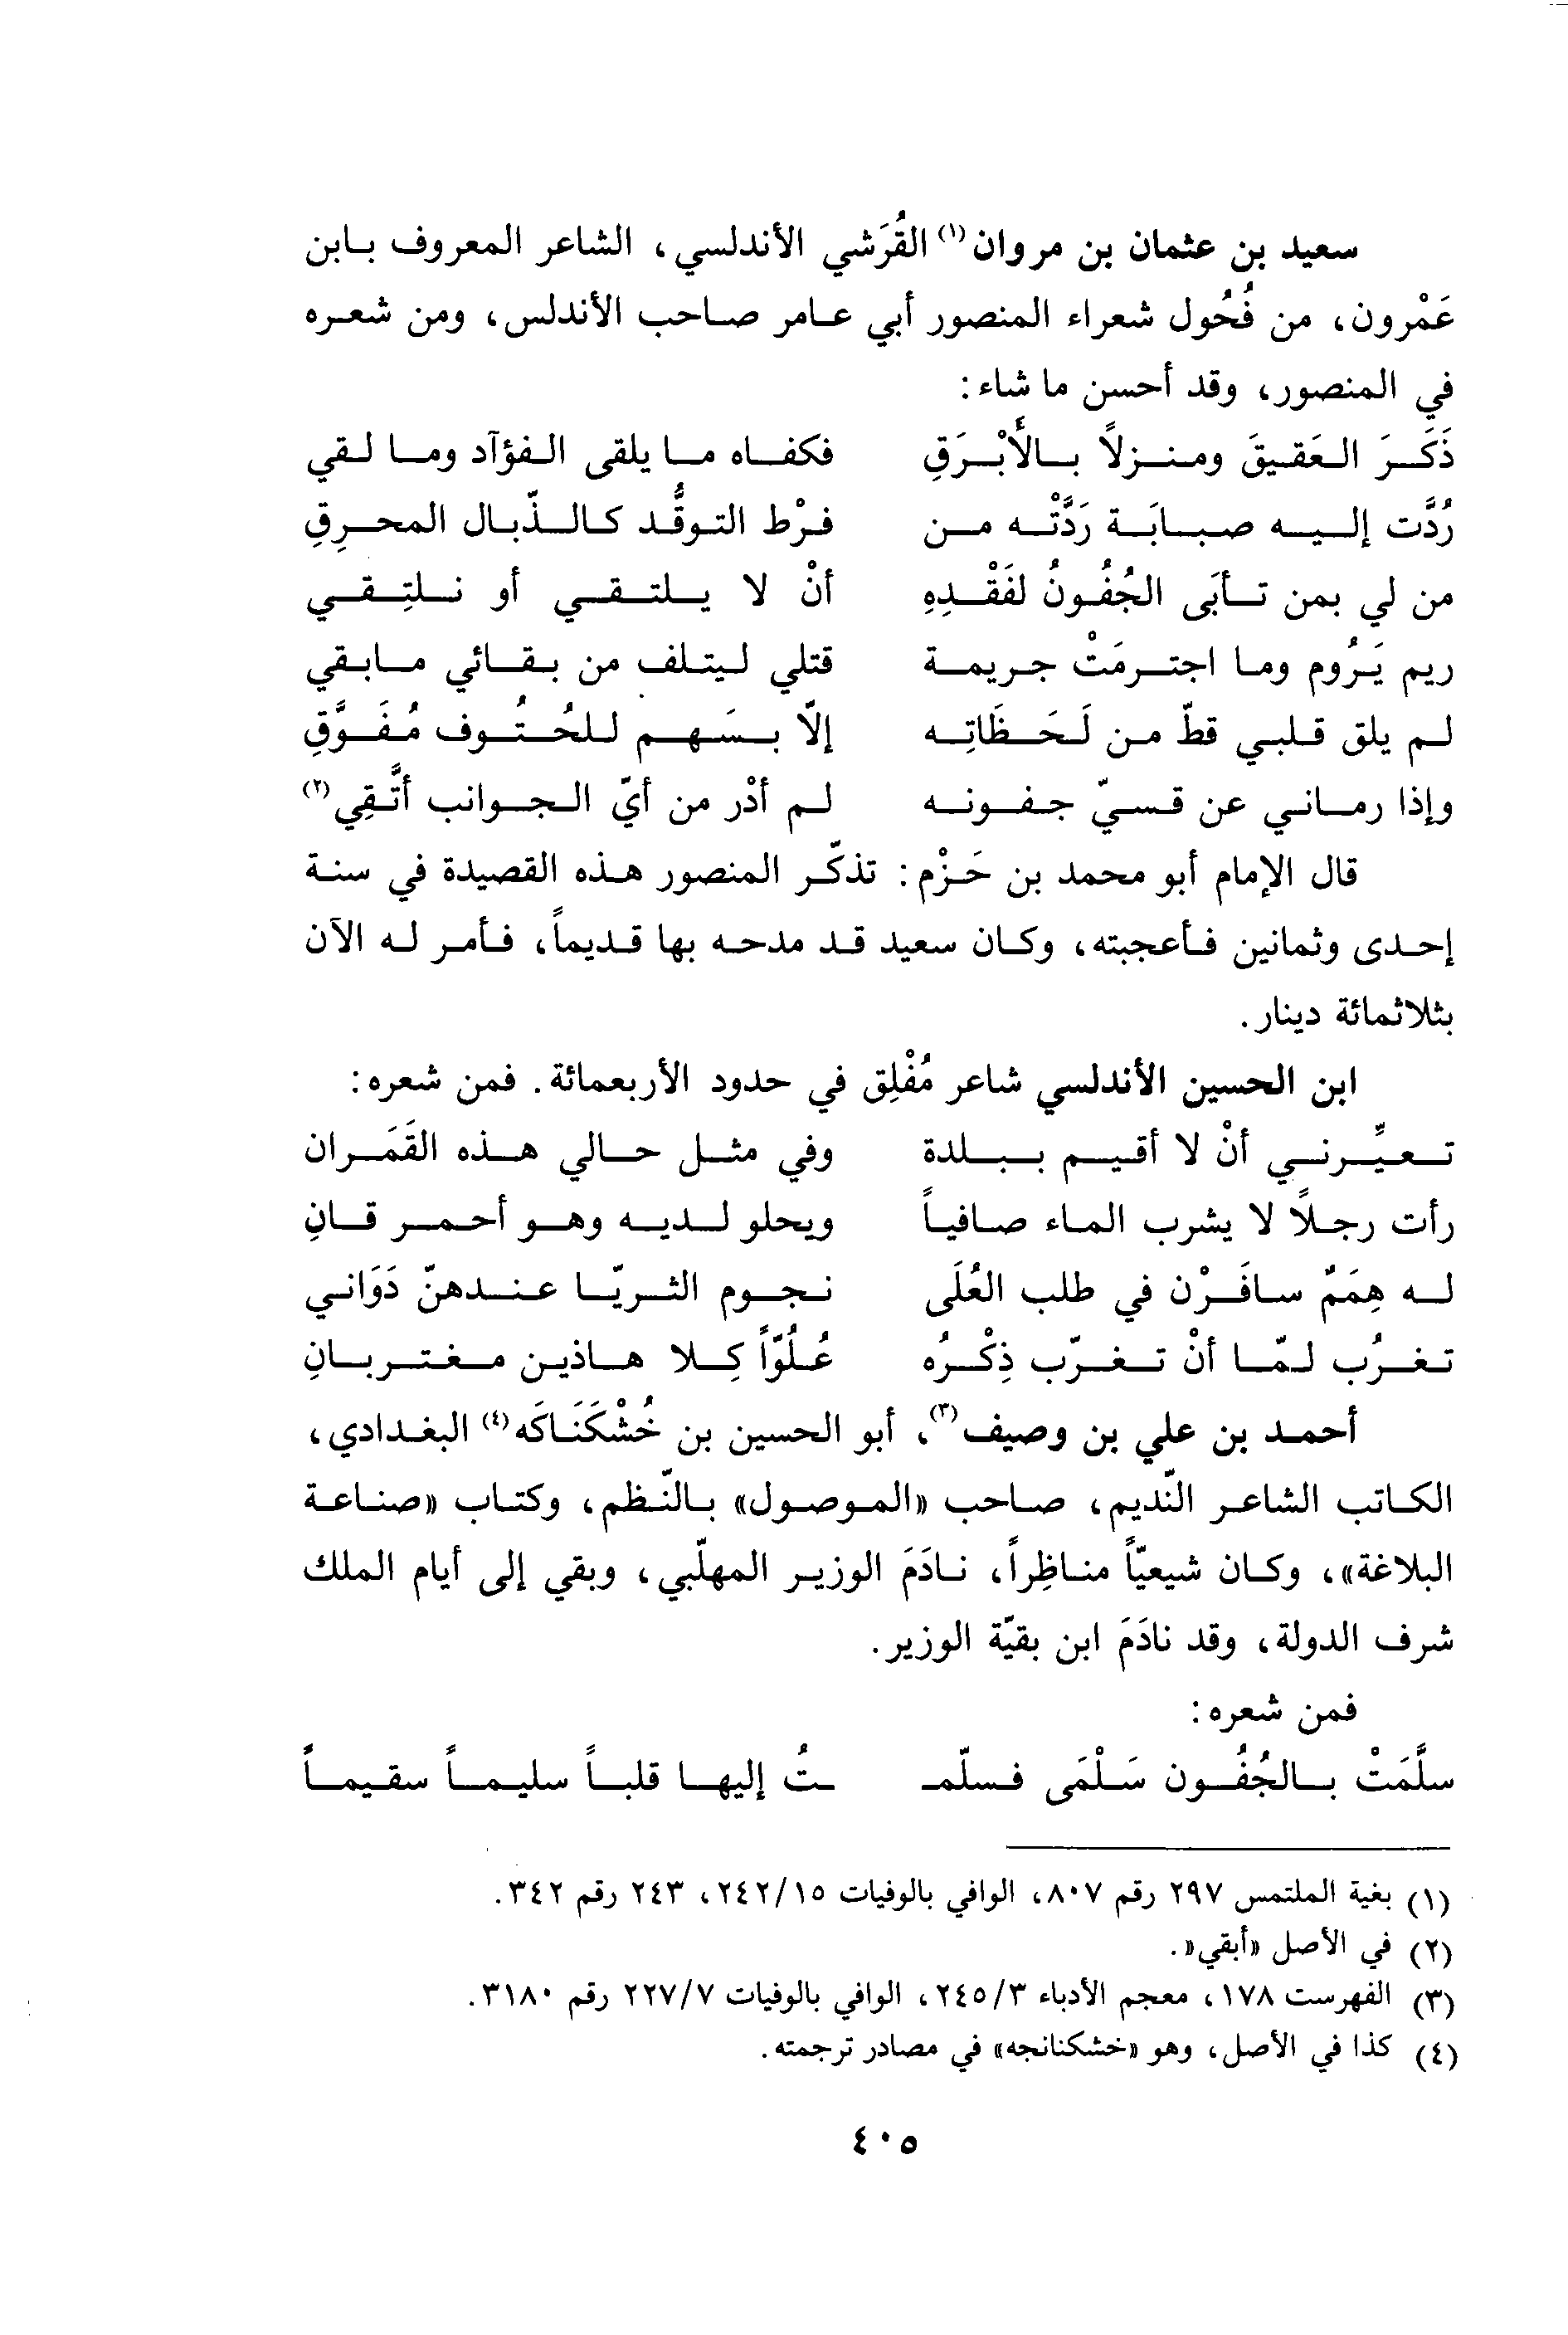 سعيد بن عثمان بن مروان(١) القُرَشي الأندلسي، الشاعر المعروف بابن
عَمْرون، من فُحُول شعراء المنصور أبي عامر صاحب الأندلس، ومن شعره
في المنصور، وقد أحسن ما شاء:
ذَكَرَ العَقيقَ ومنزلاً بالأَبْرَقِ فكفاه ما يلقى الفؤآد وما لقي
رُدَّت إليه صبابَة رَدَّتْه من فرْط التوقُّد كالذّبال المحرِقِ
من لي بمن تأبَى الجُفُونُ لفَقْدِهِ أنْ لا يلتقي أو نلتِقي
ريم يَرُوم وما اجترمَتْ جريمة قتلي ليتلف من بقائي مابقي
لم يلق قلبي قطّ من لَحَظَاتِه إلاّ بسَهم للحُتُوف مُفَوَّقِ
وإذا رماني عن قسيّ جفونه لم أدْر من أيّ الجوانب أتَّقِي(٢)
قال الإمام أبو محمد بن حَزْم: تذكّر المنصور هذه القصيدة في سنة
إحدى وثمانين فأعجبته، وكان سعيد قد مدحه بها قديماً، فأمر له الآن
بثلاثمائة دينار.
ابن الحسين الأندلسي شاعر مُفْلِق في حدود الأربعمائة. فمن شعره:
تعيِّرني أنْ لا أقيم ببلدة وفي مثل حالي هذه القَمَران
رأت رجلاً لا يشرب الماء صافياً ويحلو لديه وهو أحمر قانِ
له هِمَمٌ سافَرْن في طلب العُلَى نجوم الثريّا عندهنّ دَوَاني
تغرُب لمّا أنْ تغرّب ذِكْرُه عُلُوّاً كِلا هاذين مغتربانِ
أحمد بن علي بن وصيف(٣)، أبو الحسين بن خُشْكَنَاكَه(٤) البغدادي،
الكاتب الشاعر النّديم، صاحب «الموصول» بالنّظم، وكتاب «صناعة
البلاغة»، وكان شيعيّاً مناظِراً، نادَمَ الوزير المهلّبي، وبقي إلى أيام الملك
شرف الدولة، وقد نادَمَ ابن بقيّة الوزير.
فمن شعره:
سلَّمَتْ بالجُفُون سَلْمَى فسلّمـ ـتُ إليها قلباً سليماً سقيماً
(١) بغية الملتمس ٢٩٧ رقم ٨٠٧، الوافي بالوفيات ٢٤٢/١٥، ٢٤٣ رقم ٣٤٢.
(٢) في الأصل «أبقي».
(٣) الفهرست ١٧٨، معجم الأدباء ٢٤٥/٣، الوافي بالوفيات ٢٢٧/٧ رقم ٣١٨٠.
(٤) كذا في الأصل، وهو «خشكنانجه» في مصادر ترجمته.
٤٠٥